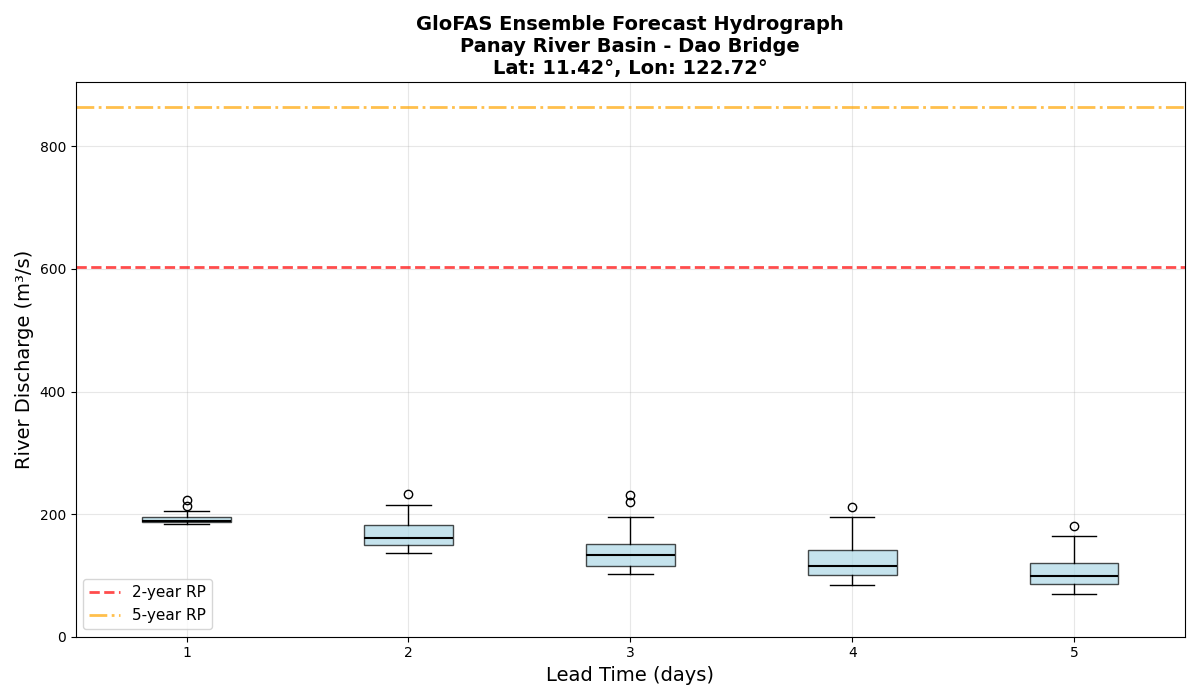 GloFAS Ensemble Forecast Hydrograph
Panay River Basin - Dao Bridge
Lat: 11.42°, Lon: 122.72°
River Discharge (m³/s)
800
600
400
200
0
2-year RP
5-year RP
1 2 3 4 5
Lead Time (days)